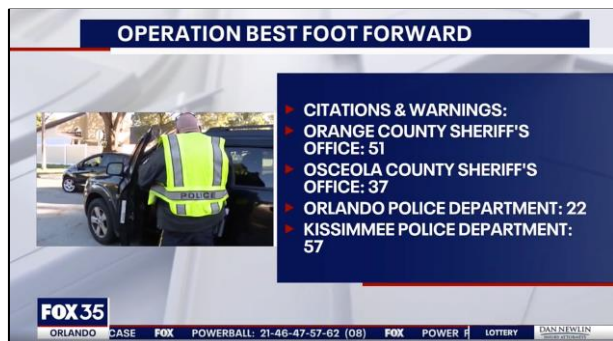 OPERATION BEST FOOT FORWARD
CITATIONS & WARNINGS:
ORANGE COUNTY SHERIFF'S
OFFICE: 51
OSCEOLA COUNTY SHERIFF'S
OFFICE: 37
ORLANDO POLICE DEPARTMENT: 22
KISSIMMEE POLICE DEPARTMENT:
57
POLICE
FOX 35
ORLANDO CASE FOX POWERBALL: 21-46-47-57-62 (08) FOX POWER LOTTERY DAN NEWLIN